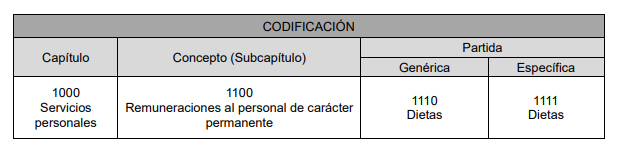 CODIFICACIÓN
Capítulo
Concepto (Subcapítulo)
Partida
Genérica
Específica
1000
Servicios
personales
1100
Remuneraciones al personal de carácter
permanente
1110
Dietas
1111
Dietas